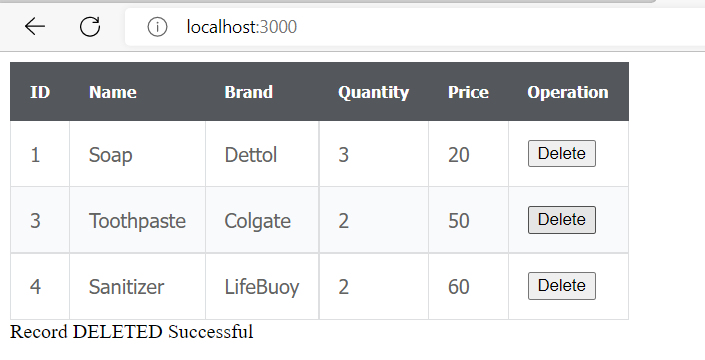 localhost:3000
ID Name Brand Quantity Price Operation
1 Soap Dettol 3 20 Delete
3 Toothpaste Colgate 2 50 Delete
4 Sanitizer LifeBuoy 2 60 Delete
Record DELETED Successful